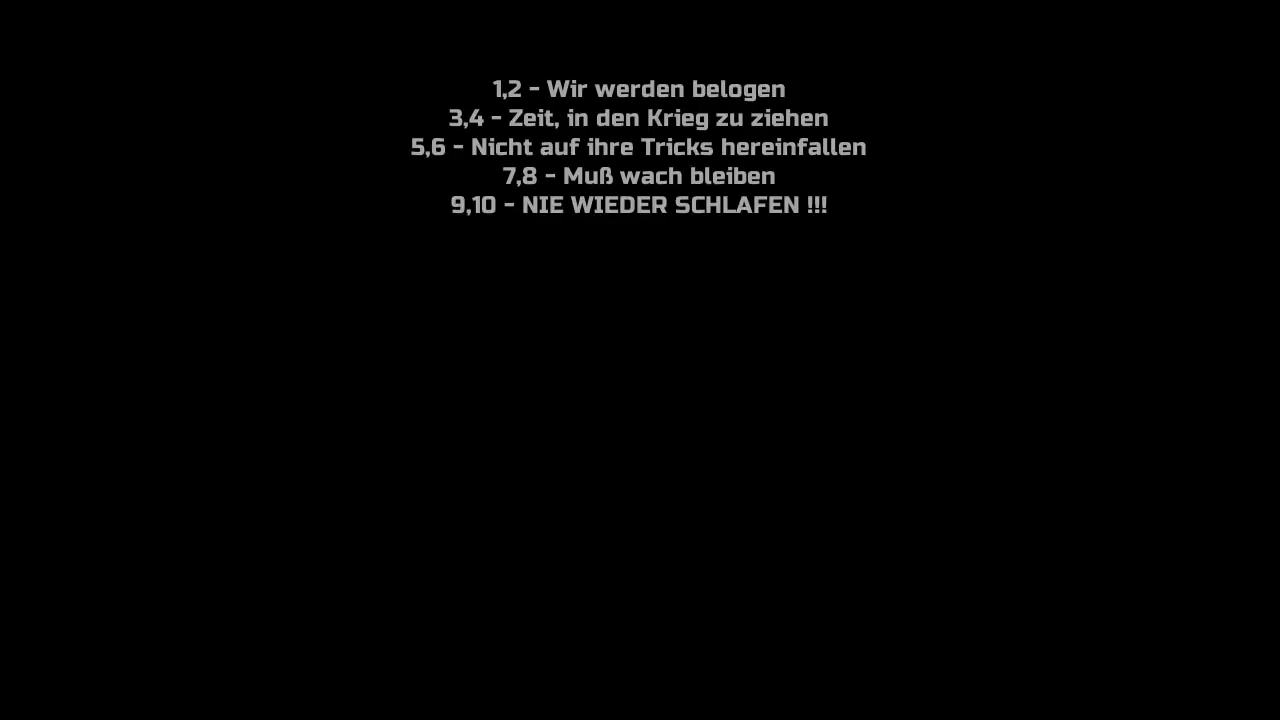 1,2 - Wir werden belogen
3,4 - Zeit, in den Krieg zu ziehen
5,6 - Nicht auf ihre Tricks hereinfallen
7,8 - Muß wach bleiben
9,10 - NIE WIEDER SCHLAFEN !!!